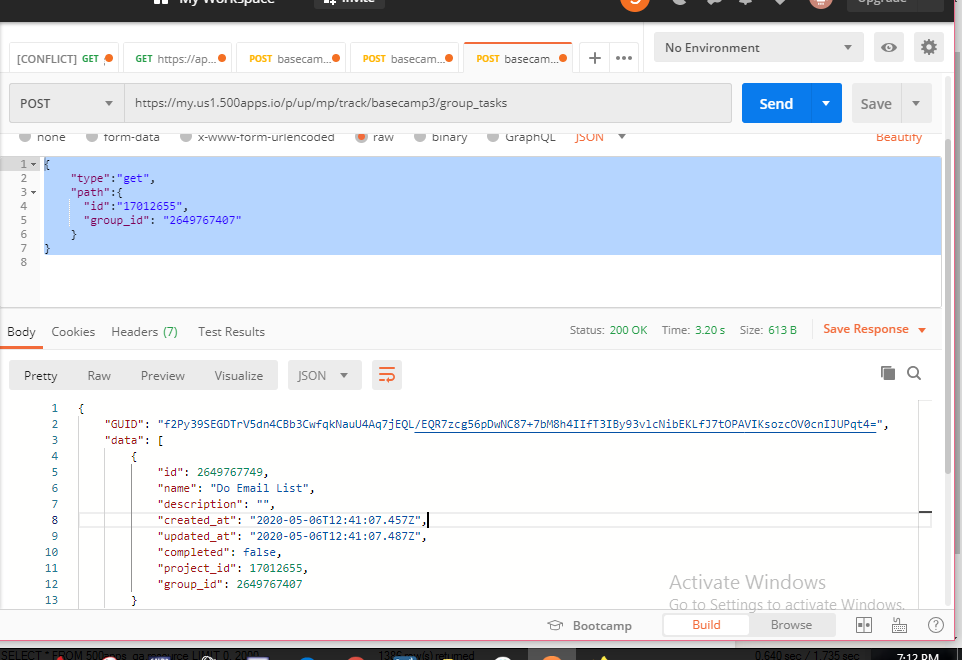 My Workspace
Invite
Upgrade
[CONFLICT] GET
GET https://ap...
POST basecam...
POST basecam...
POST basecam...
No Environment
POST
https://my.us1.500apps.io/p/up/mp/track/basecamp3/group_tasks
Send
Save
none
form-data
x-www-form-urlencoded
raw
binary
GraphQL
JSON
Beautify
1 {
2 "type":"get",
3 "path":{
4 "id":"17012655",
5 "group_id": "2649767407"
6 }
7 }
8
Body
Cookies
Headers (7)
Test Results
Status: 200 OK
Time: 3.20 s
Size: 613 B
Save Response
Pretty
Raw
Preview
Visualize
JSON
1 {
2 "GUID": "f2Py39SEGDTrV5dn4CBb3CwfqkNauU4Aq7jEQL/EQR7zcg56pDwNC87+7bM8h4IIfT3IBy93vlcNibEKLfJ7tOPAVIKsozcOV0cnIJUPqt4=",
3 "data": [
4 {
5 "id": 2649767749,
6 "name": "Do Email List",
7 "description": "",
8 "created_at": "2020-05-06T12:41:07.457Z",
9 "updated_at": "2020-05-06T12:41:07.487Z",
10 "completed": false,
11 "project_id": 17012655,
12 "group_id": 2649767407
13 }
Activate Windows
Go to Settings to activate Windows.
Bootcamp
Build
Browse
0.640 sec / 1.735 sec
7:12 PM